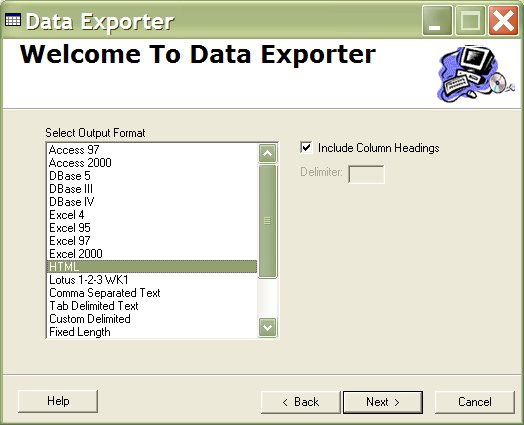 Data Exporter
Welcome To Data Exporter
Select Output Format
Access 97
Access 2000
DBase 5
DBase III
DBase IV
Excel 4
Excel 95
Excel 97
Excel 2000
HTML
Lotus 1-2-3 WK1
Comma Separated Text
Tab Delimited Text
Custom Delimited
Fixed Length
Include Column Headings
Delimiter:
Help
< Back
Next >
Cancel